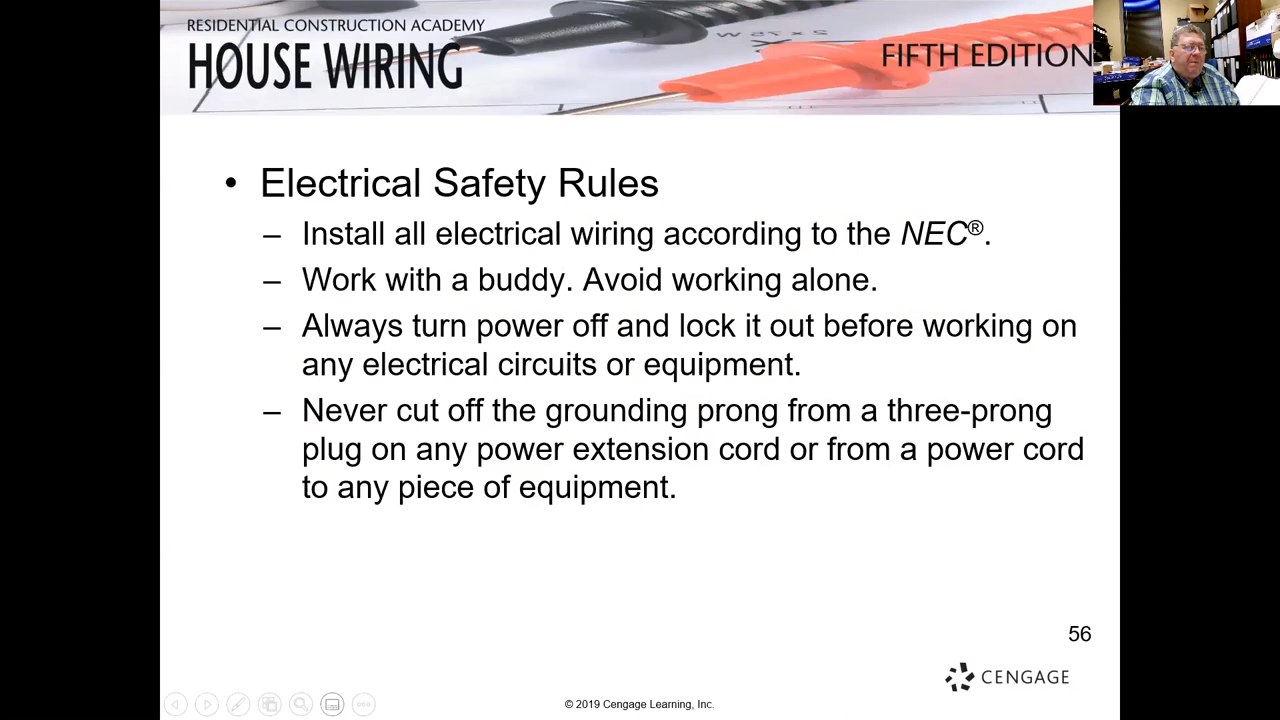 RESIDENTIAL CONSTRUCTION ACADEMY
HOUSE WIRING
FIFTH EDITION
• Electrical Safety Rules
– Install all electrical wiring according to the NEC®.
– Work with a buddy. Avoid working alone.
– Always turn power off and lock it out before working on
any electrical circuits or equipment.
– Never cut off the grounding prong from a three-prong
plug on any power extension cord or from a power cord
to any piece of equipment.
56
CENGAGE
© 2019 Cengage Learning, Inc.